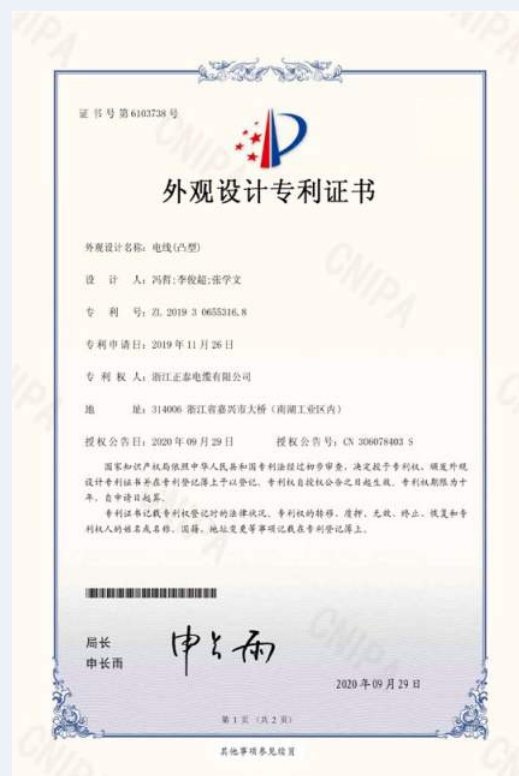 证书号第6103738号
外观设计专利证书
外观设计名称：电线(凸型)
设 计 人：冯哲;李俊超;张学文
专 利 号：ZL 2019 3 0655316.8
专利申请日：2019年11月26日
专 利 权 人：浙江正泰电缆有限公司
地 址：314006 浙江省嘉兴市大桥（南湖工业区内）
授权公告日：2020年09月29日 授权公告号：CN 306078403 S
国家知识产权局依照中华人民共和国专利法经过初步审查，决定授予专利权，颁发外观
设计专利证书并在专利登记簿上予以登记。专利权自授权公告之日起生效。专利权期限为十
年，自申请日起算。
专利证书记载专利权登记时的法律状况。专利权的转移、质押、无效、终止、恢复和专
利权人的姓名或名称、国籍、地址变更等事项记载在专利登记簿上。
局长
申长雨
申长雨
2020年09月29日
第 1 页 （共 2 页）
其他事项参见续页
CNIPA
CNIPA
CNIPA
CNIPA
CNIPA